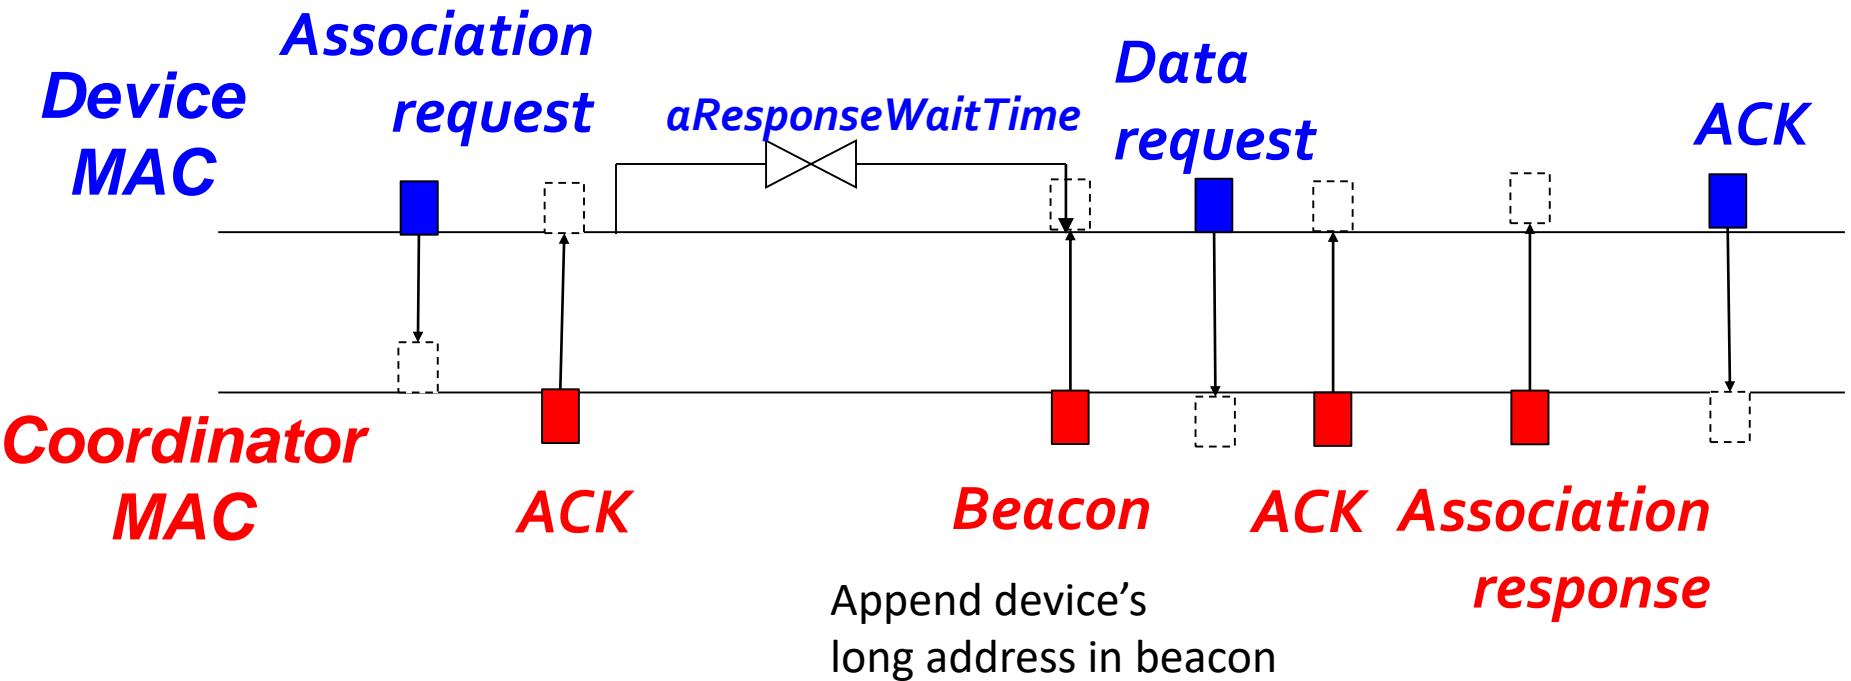 Device
MAC
Association
request
aResponseWaitTime
Data
request
ACK
Coordinator
MAC
ACK
Beacon
ACK
Association
response
Append device’s
long address in beacon